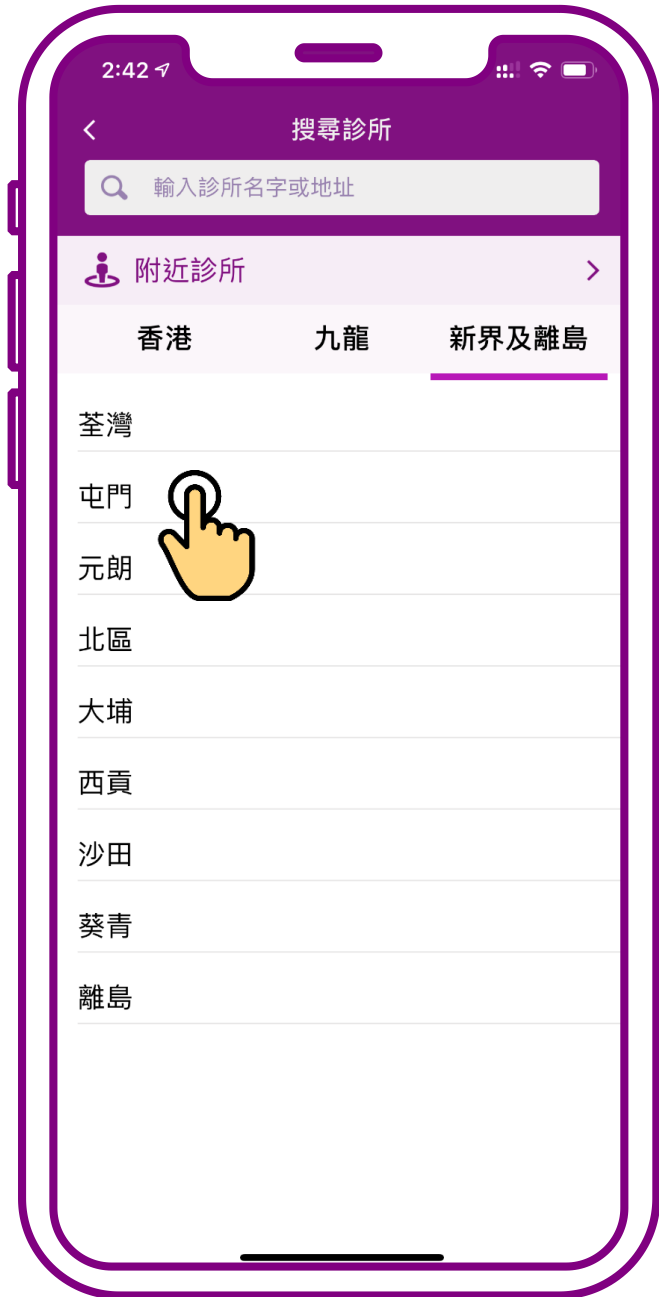 2:42
搜尋診所
輸入診所名字或地址
附近診所
香港 九龍 新界及離島
荃灣
屯門
元朗
北區
大埔
西貢
沙田
葵青
離島